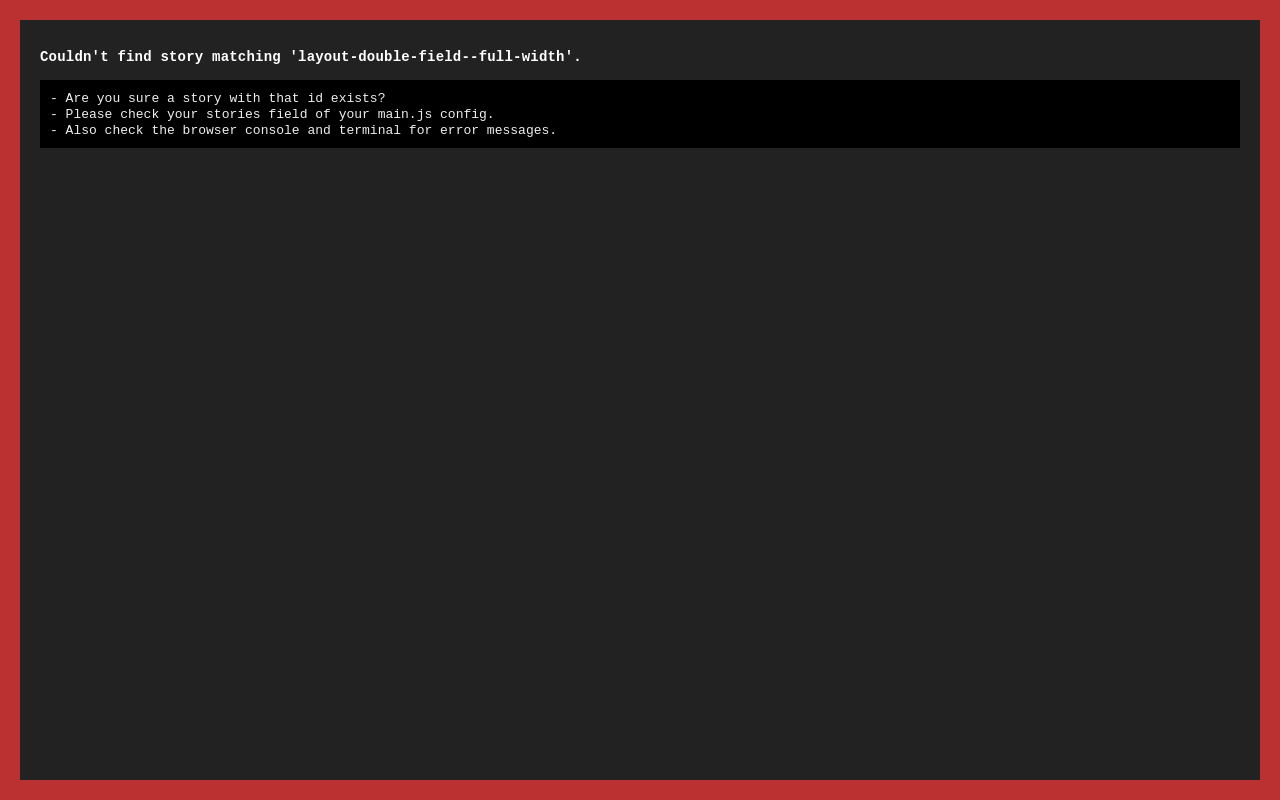 Couldn't find story matching 'layout-double-field--full-width'.
- Are you sure a story with that id exists?
- Please check your stories field of your main.js config.
- Also check the browser console and terminal for error messages.